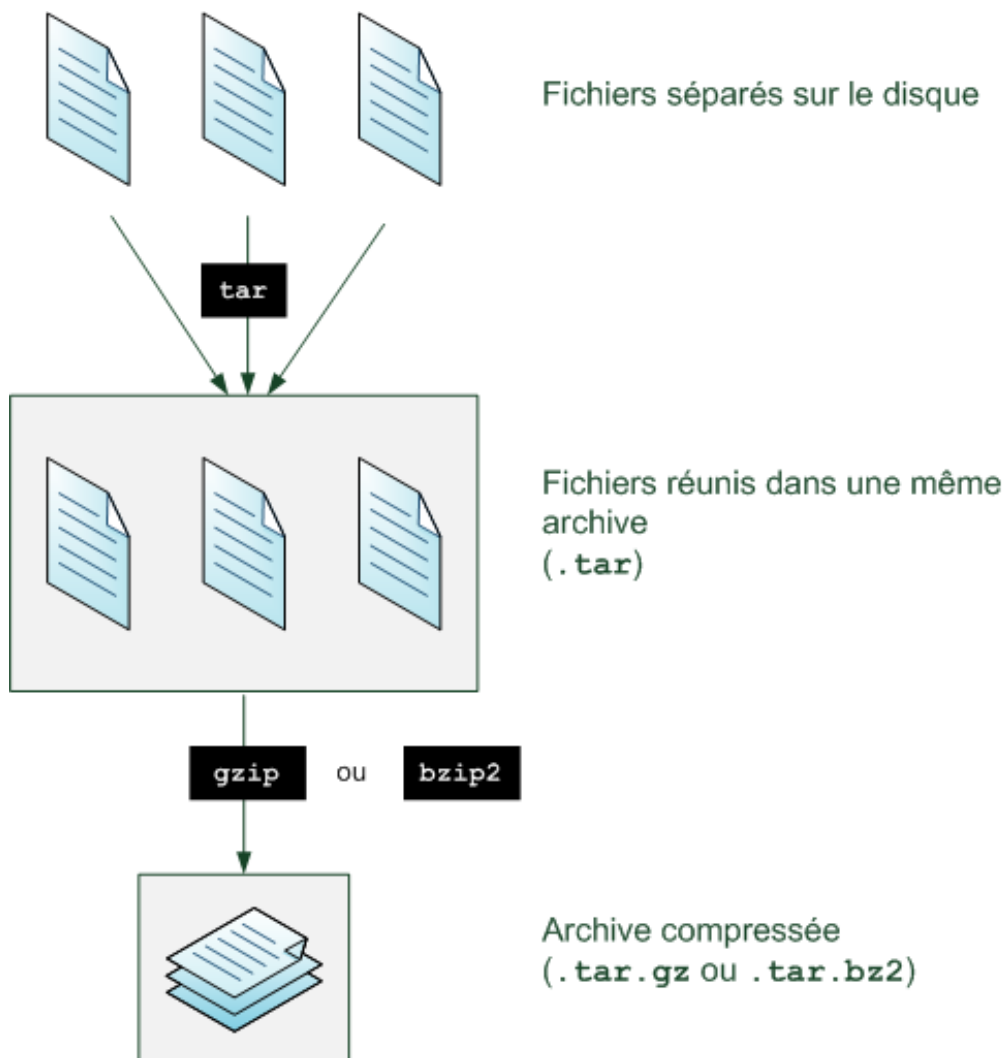 Fichiers séparés sur le disque
tar
Fichiers réunis dans une même
archive
(.tar)
gzip ou bzip2
Archive compressée
(.tar.gz ou .tar.bz2)